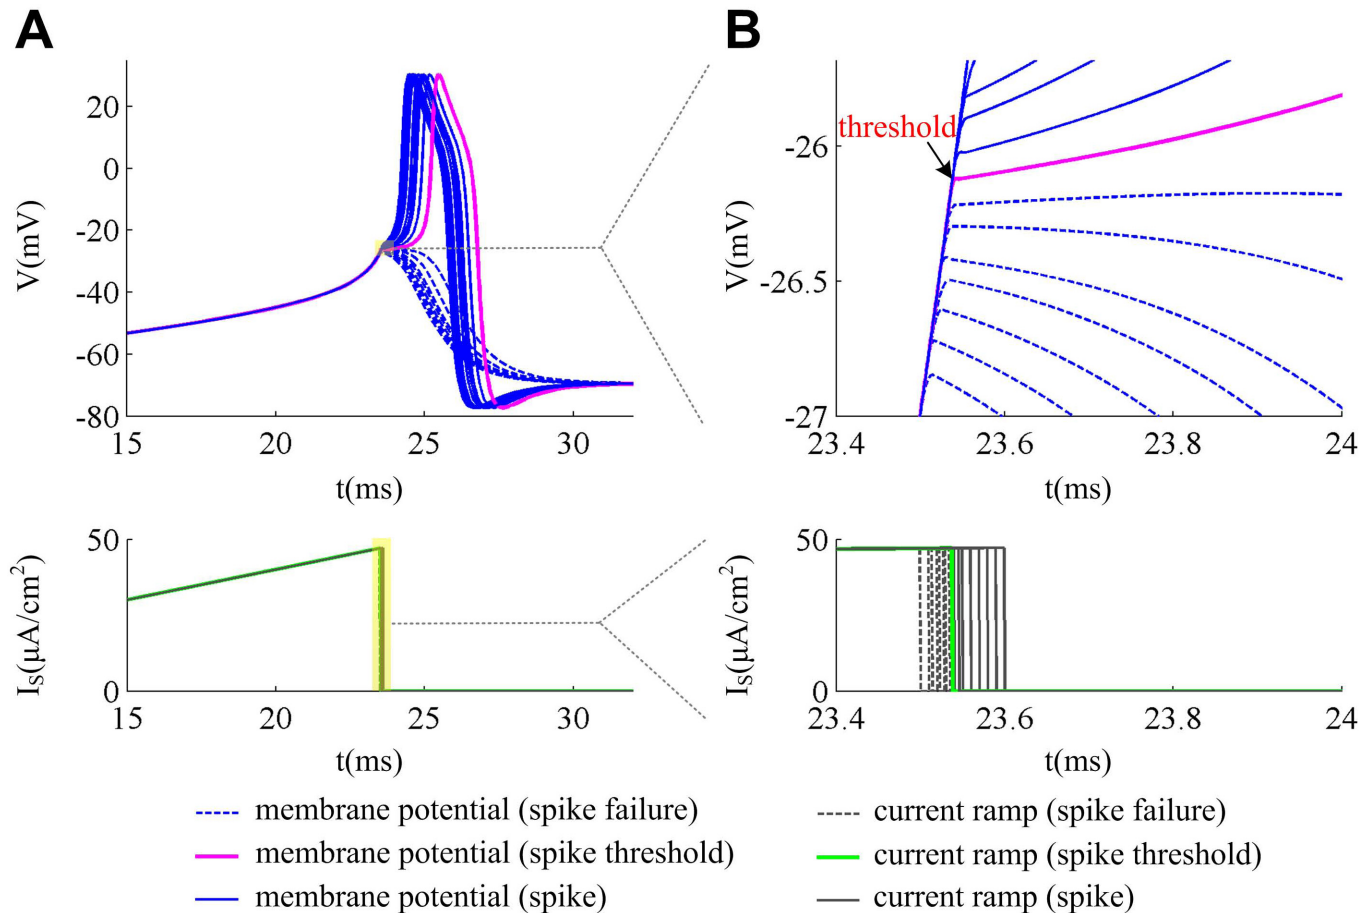 A
B
20
0
-20
-40
-60
-80
V(mV)
15
20
25
30
t(ms)
threshold
-26
-26.5
-27
V(mV)
23.4
23.6
23.8
24
t(ms)
50
0
I_S(μA/cm²)
15
20
25
30
t(ms)
50
0
I_S(μA/cm²)
23.4
23.6
23.8
24
t(ms)
membrane potential (spike failure)
membrane potential (spike threshold)
membrane potential (spike)
current ramp (spike failure)
current ramp (spike threshold)
current ramp (spike)